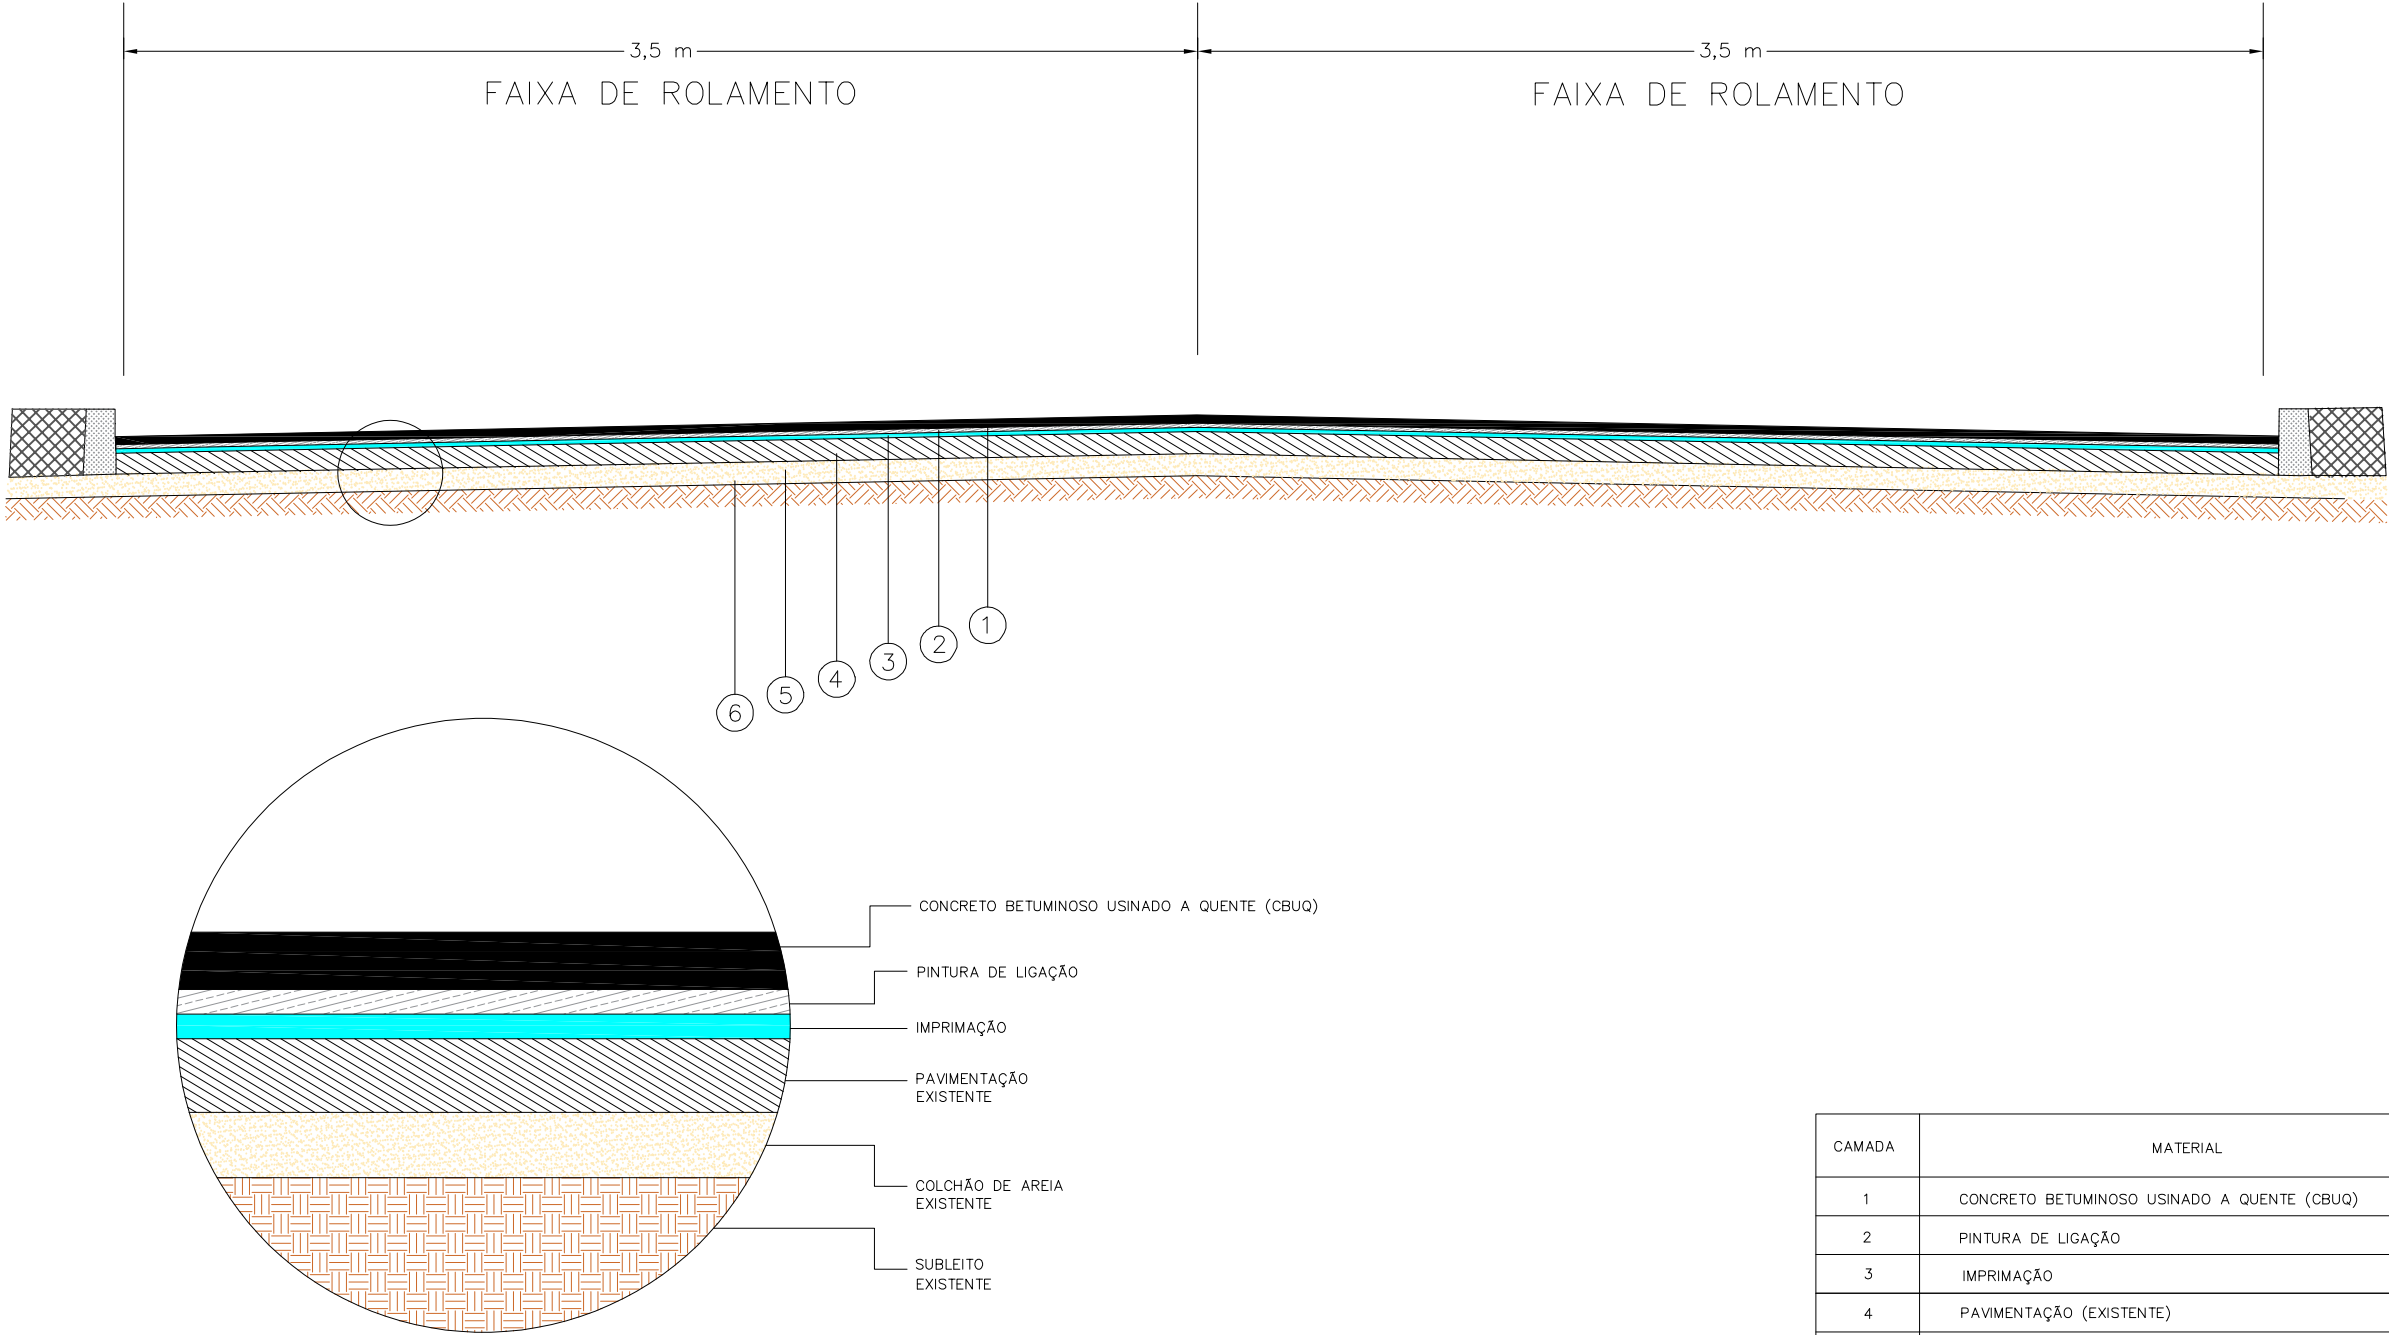 3,5 m
3,5 m
FAIXA DE ROLAMENTO
FAIXA DE ROLAMENTO
1
2
3
4
5
6
CONCRETO BETUMINOSO USINADO A QUENTE (CBUQ)
PINTURA DE LIGAÇÃO
IMPRIMAÇÃO
PAVIMENTAÇÃO
EXISTENTE
COLCHÃO DE AREIA
EXISTENTE
SUBLEITO
EXISTENTE
CAMADA MATERIAL
1 CONCRETO BETUMINOSO USINADO A QUENTE (CBUQ)
2 PINTURA DE LIGAÇÃO
3 IMPRIMAÇÃO
4 PAVIMENTAÇÃO (EXISTENTE)